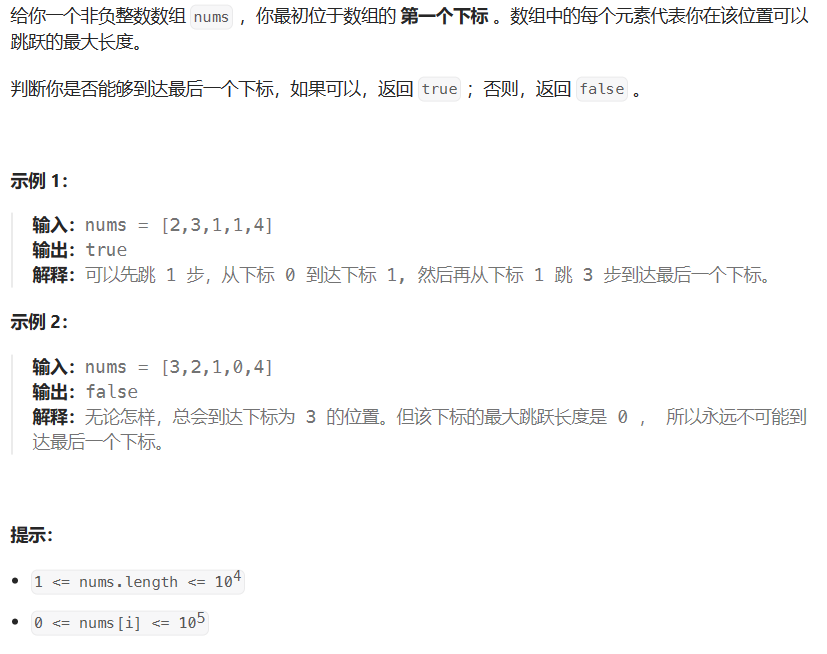 给你一个非负整数数组 nums ，你最初位于数组的 第一个下标 。数组中的每个元素代表你在该位置可以
跳跃的最大长度。
判断你是否能够到达最后一个下标，如果可以，返回 true ；否则，返回 false 。
示例 1：
输入：nums = [2,3,1,1,4]
输出：true
解释：可以先跳 1 步，从下标 0 到达下标 1, 然后再从下标 1 跳 3 步到达最后一个下标。
示例 2：
输入：nums = [3,2,1,0,4]
输出：false
解释：无论怎样，总会到达下标为 3 的位置。但该下标的最大跳跃长度是 0 ， 所以永远不可能到
达最后一个下标。
提示：
• 1 <= nums.length <= 10⁴
• 0 <= nums[i] <= 10⁵